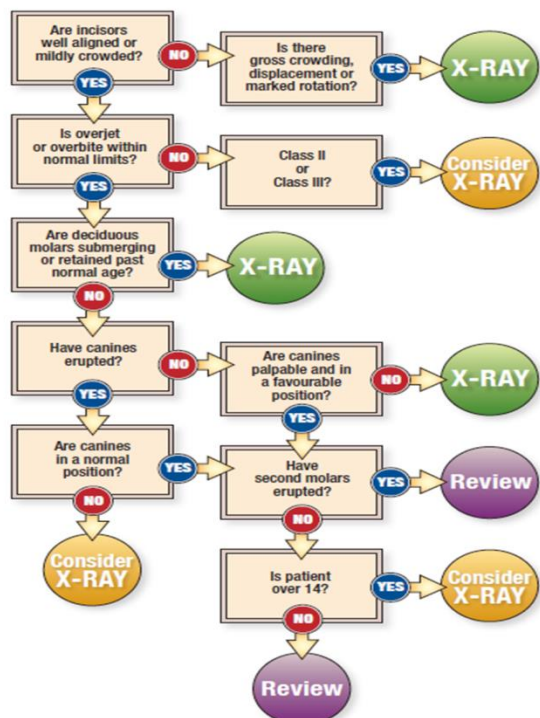 Are incisors
well aligned or
mildly crowded?
NO
Is there
gross crowding,
displacement or
marked rotation?
YES
X-RAY
YES
Is overjet
or overbite within
normal limits?
NO
Class II
or
Class III?
YES
Consider
X-RAY
YES
Are deciduous
molars submerging
or retained past
normal age?
YES
X-RAY
NO
Have canines
erupted?
NO
Are canines
palpable and in
a favourable
position?
NO
X-RAY
YES
YES
Are canines
in a normal
position?
YES
Have
second molars
erupted?
YES
Review
NO
Consider
X-RAY
NO
Is patient
over 14?
YES
Consider
X-RAY
NO
Review